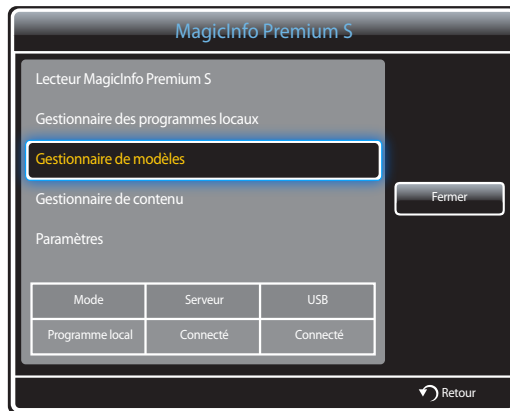 MagicInfo Premium S
Lecteur MagicInfo Premium S
Gestionnaire des programmes locaux
Gestionnaire de modèles
Gestionnaire de contenu
Fermer
Paramètres
Mode Serveur USB
Programme local Connecté Connecté
Retour